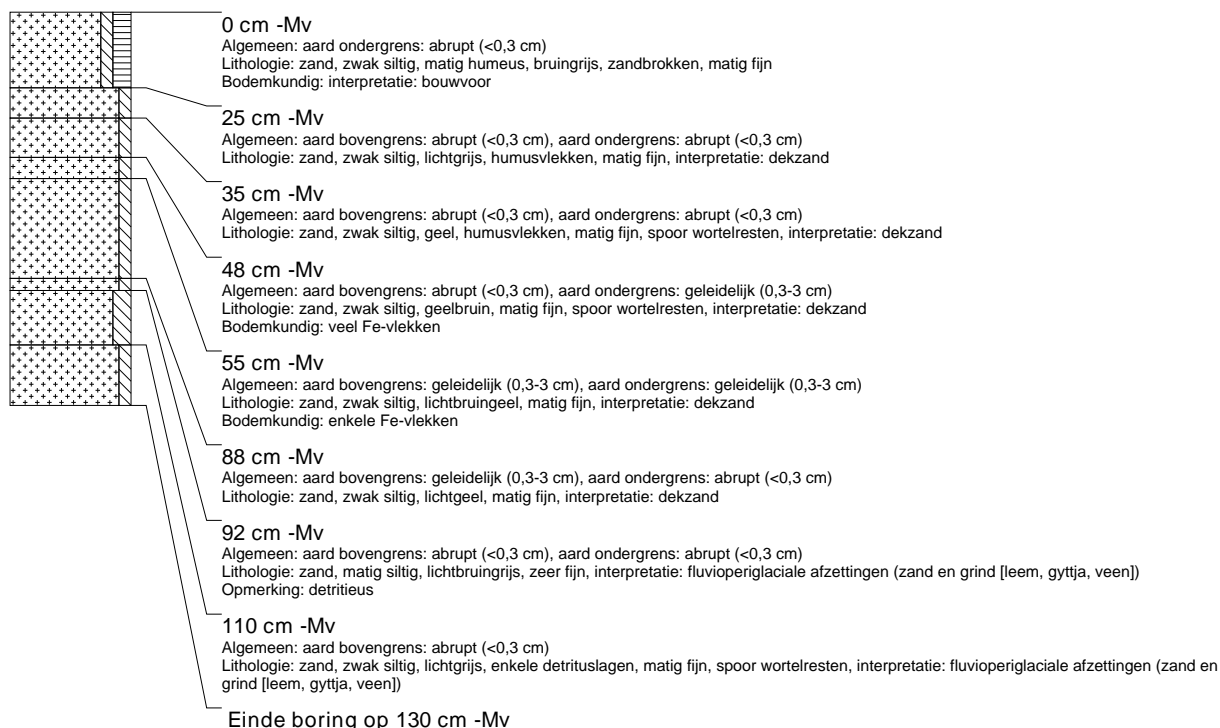 0 cm -Mv
Algemeen: aard ondergrens: abrupt (<0,3 cm)
Lithologie: zand, zwak siltig, matig humeus, bruingrijs, zandbrokken, matig fijn
Bodemkundig: interpretatie: bouwvoor
25 cm -Mv
Algemeen: aard bovengrens: abrupt (<0,3 cm), aard ondergrens: abrupt (<0,3 cm)
Lithologie: zand, zwak siltig, lichtgrijs, humusvlekken, matig fijn, interpretatie: dekzand
35 cm -Mv
Algemeen: aard bovengrens: abrupt (<0,3 cm), aard ondergrens: abrupt (<0,3 cm)
Lithologie: zand, zwak siltig, geel, humusvlekken, matig fijn, spoor wortelresten, interpretatie: dekzand
48 cm -Mv
Algemeen: aard bovengrens: abrupt (<0,3 cm), aard ondergrens: geleidelijk (0,3-3 cm)
Lithologie: zand, zwak siltig, geelbruin, matig fijn, spoor wortelresten, interpretatie: dekzand
Bodemkundig: veel Fe-vlekken
55 cm -Mv
Algemeen: aard bovengrens: geleidelijk (0,3-3 cm), aard ondergrens: geleidelijk (0,3-3 cm)
Lithologie: zand, zwak siltig, lichtbruingeel, matig fijn, interpretatie: dekzand
Bodemkundig: enkele Fe-vlekken
88 cm -Mv
Algemeen: aard bovengrens: geleidelijk (0,3-3 cm), aard ondergrens: abrupt (<0,3 cm)
Lithologie: zand, zwak siltig, lichtgeel, matig fijn, interpretatie: dekzand
92 cm -Mv
Algemeen: aard bovengrens: abrupt (<0,3 cm), aard ondergrens: abrupt (<0,3 cm)
Lithologie: zand, matig siltig, lichtbruingrijs, zeer fijn, interpretatie: fluvioperiglaciale afzettingen (zand en grind [leem, gyttja, veen])
Opmerking: detritieus
110 cm -Mv
Algemeen: aard bovengrens: abrupt (<0,3 cm)
Lithologie: zand, zwak siltig, lichtgrijs, enkele detrituslagen, matig fijn, spoor wortelresten, interpretatie: fluvioperiglaciale afzettingen (zand en
grind [leem, gyttja, veen])
Einde boring op 130 cm -Mv